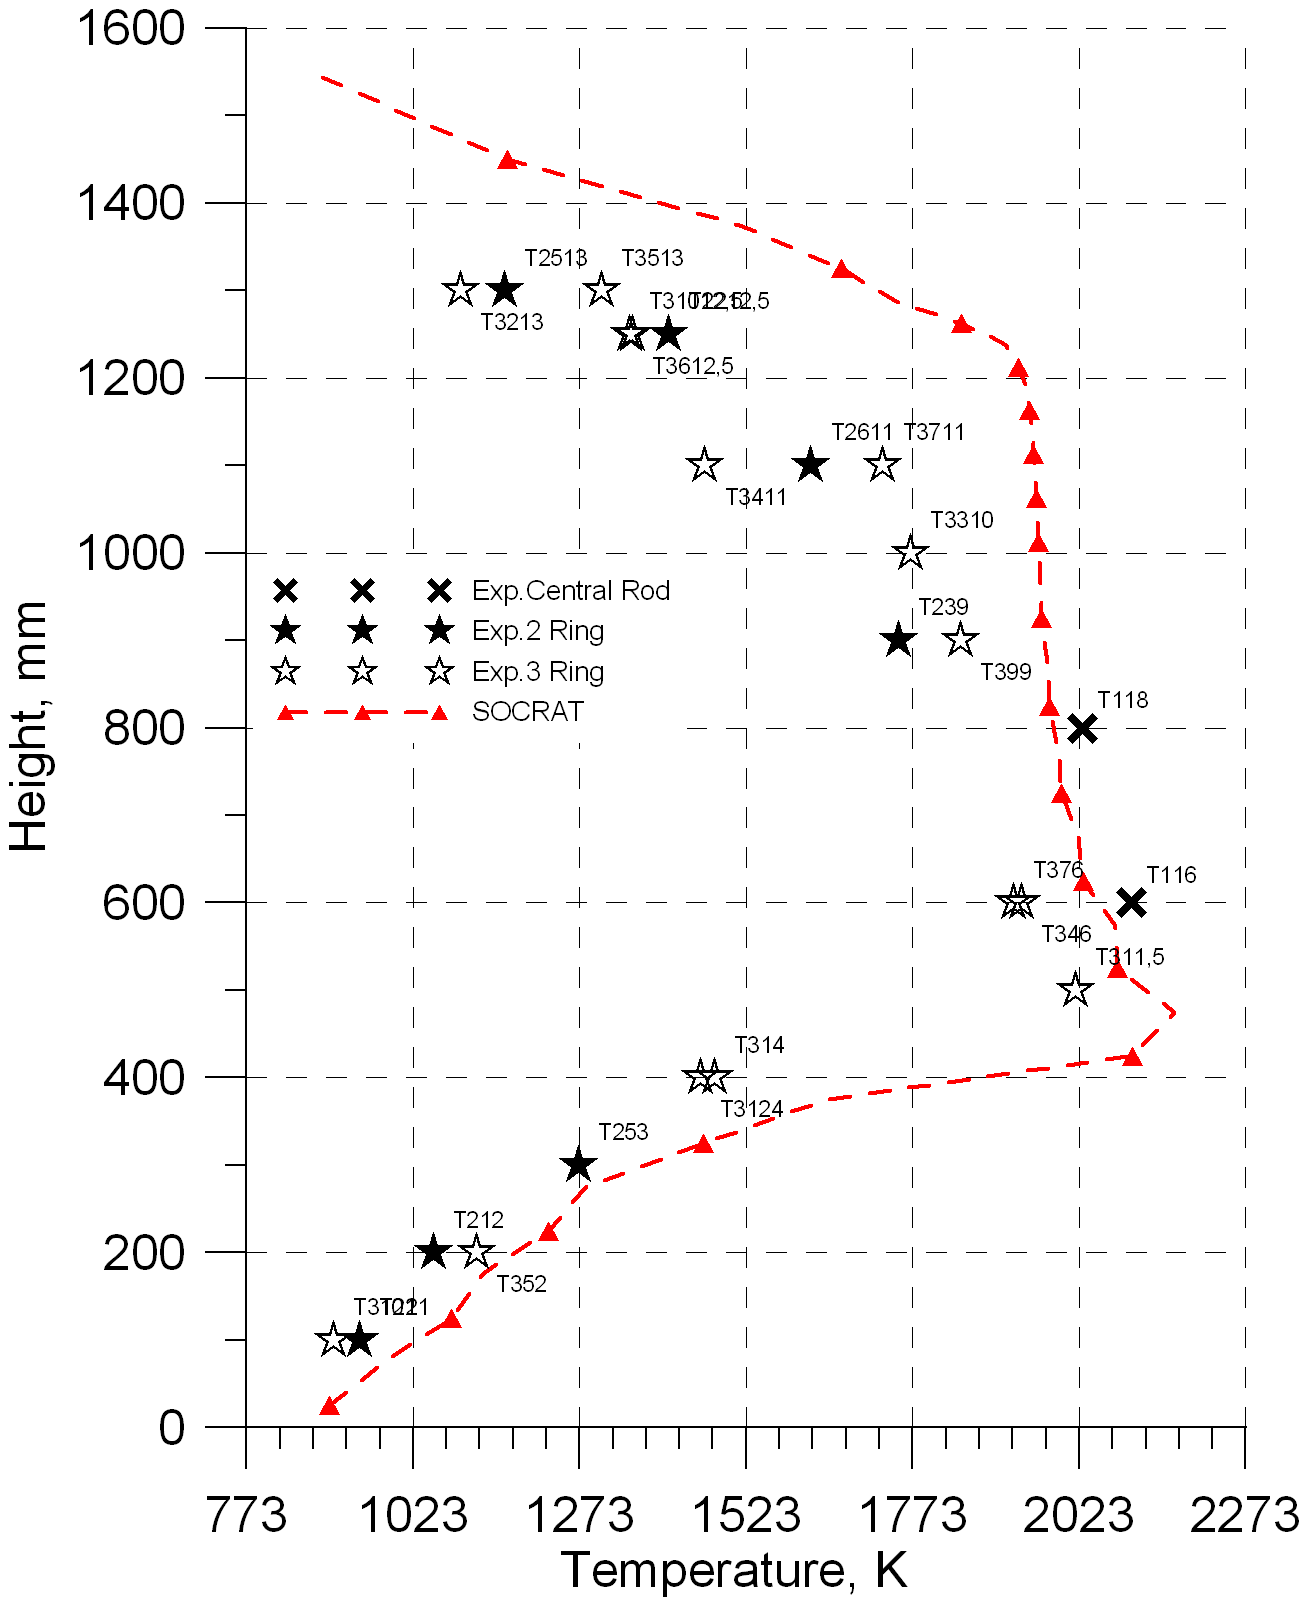 1600
1400
1200
1000
800
600
400
200
0
Height, mm
T2513
T3513
T3213
T3612,5
T2611
T3711
T3411
T3310
Exp.Central Rod
Exp.2 Ring
Exp.3 Ring
SOCRAT
T239
T399
T118
T376
T116
T346
T311,5
T314
T3124
T253
T212
T352
773
1023
1273
1523
1773
2023
2273
Temperature, K